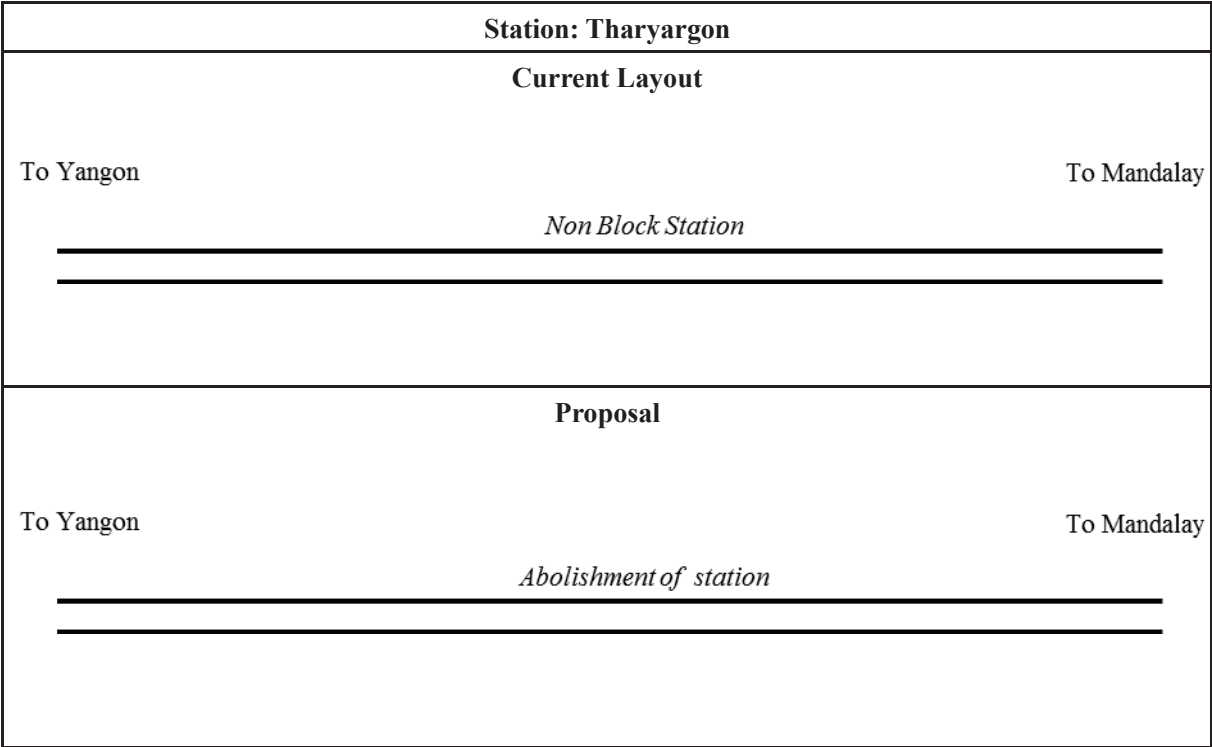 Station: Tharyargon
Current Layout
To Yangon
To Mandalay
Non Block Station
Proposal
To Yangon
To Mandalay
Abolishment of station